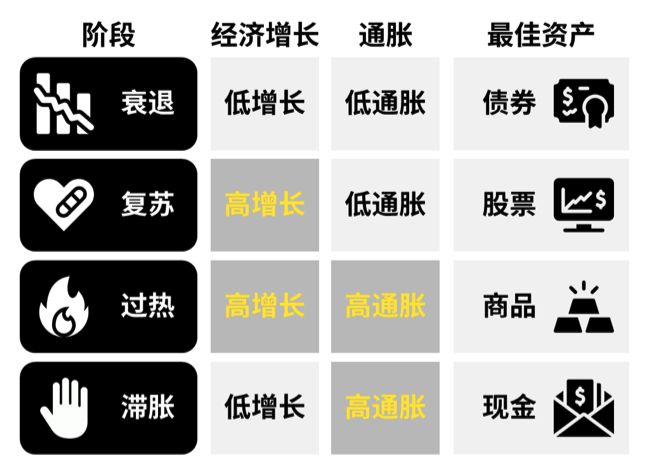 阶段 经济增长 通胀 最佳资产
衰退 低增长 低通胀 债券 $
复苏 高增长 低通胀 股票 $
过热 高增长 高通胀 商品
滞胀 低增长 高通胀 现金 $